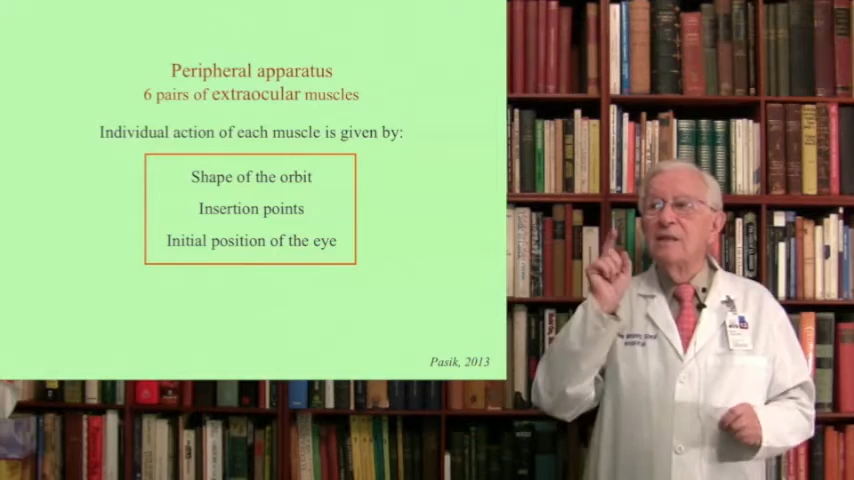 Peripheral apparatus
6 pairs of extraocular muscles
Individual action of each muscle is given by:
Shape of the orbit
Insertion points
Initial position of the eye
Pasik, 2013